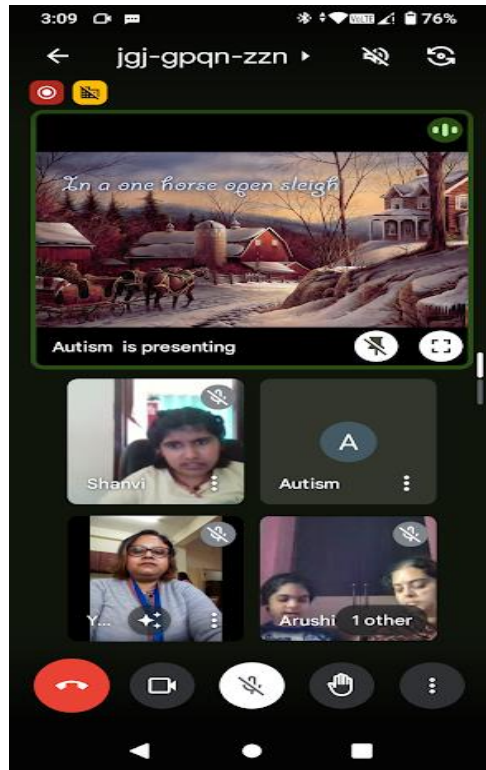 3:09
76%
jgj-gpqn-zzn
In a one horse open sleigh
Autism is presenting
Shanvi
A
Autism
Y...
Arushi
1 other